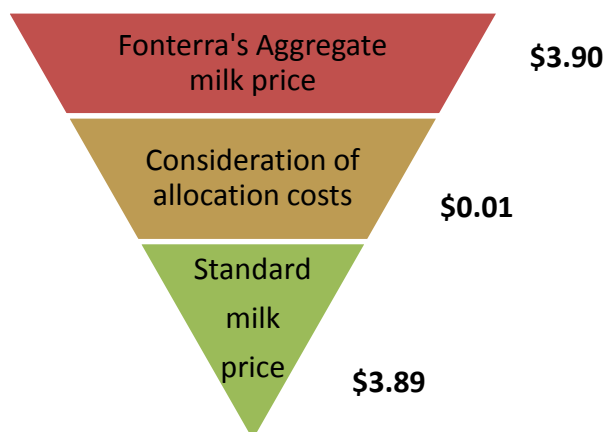 Fonterra's Aggregate
milk price
$3.90
Consideration of
allocation costs
$0.01
Standard
milk
price
$3.89